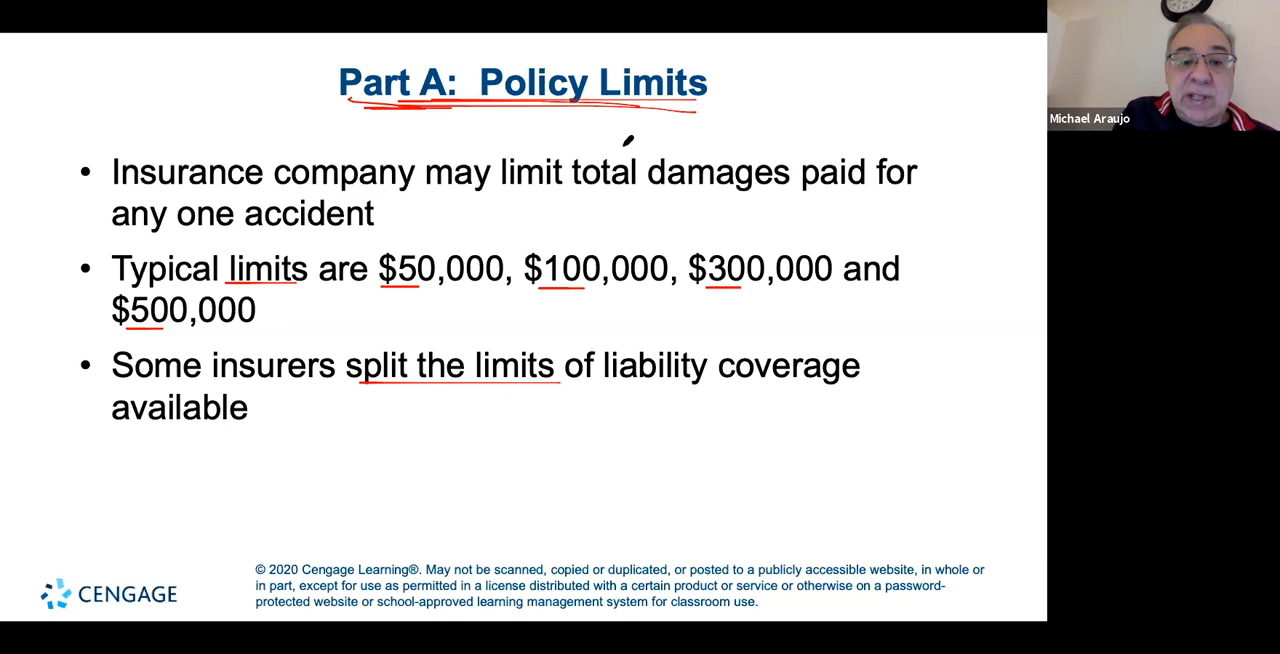 Part A: Policy Limits
• Insurance company may limit total damages paid for
any one accident
• Typical limits are $50,000, $100,000, $300,000 and
$500,000
• Some insurers split the limits of liability coverage
available
CENGAGE
© 2020 Cengage Learning®. May not be scanned, copied or duplicated, or posted to a publicly accessible website, in whole or
in part, except for use as permitted in a license distributed with a certain product or service or otherwise on a password-
protected website or school-approved learning management system for classroom use.
Michael Araujo